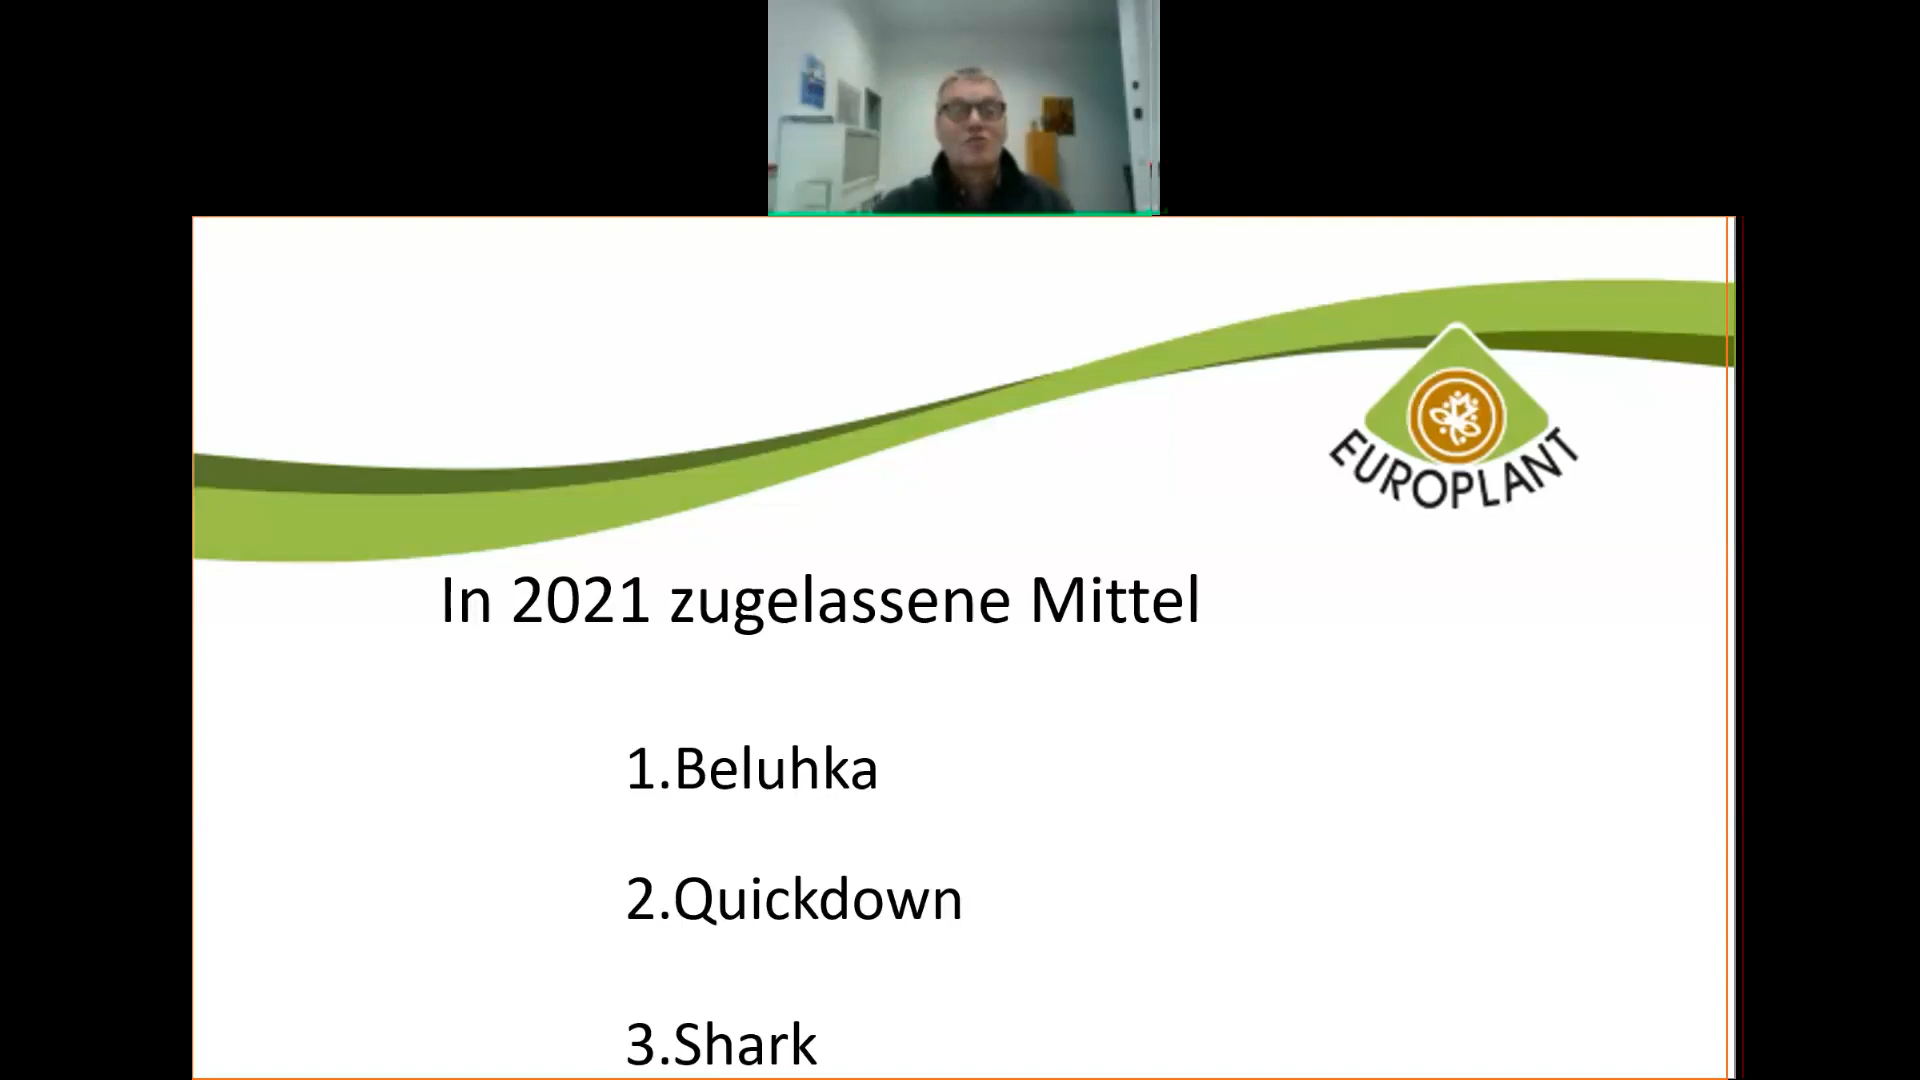 EUROPLANT
In 2021 zugelassene Mittel
1.Beluhka
2.Quickdown
3.Shark